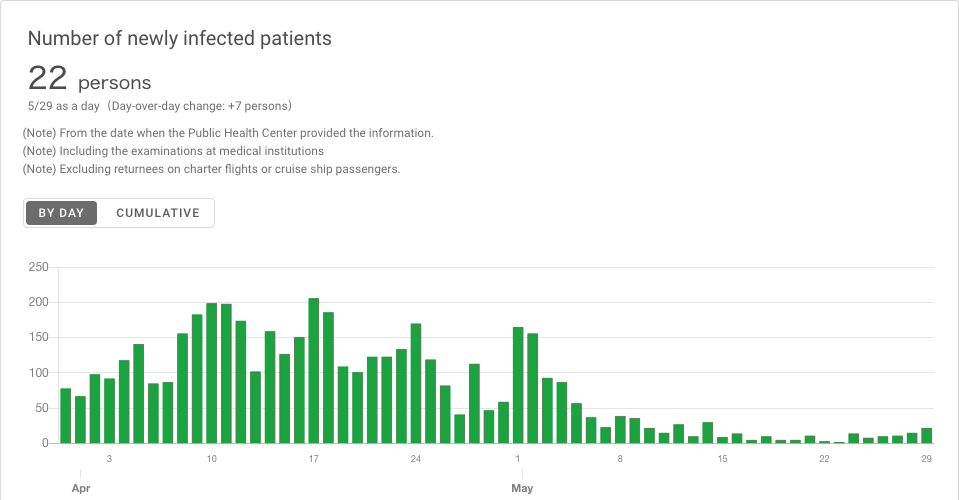 Number of newly infected patients
22 persons
5/29 as a day（Day-over-day change: +7 persons）
(Note) From the date when the Public Health Center provided the information.
(Note) Including the examinations at medical institutions
(Note) Excluding returnees on charter flights or cruise ship passengers.
BY DAY CUMULATIVE
250
200
150
100
50
0
3 10 17 24 1 8 15 22 29
Apr May